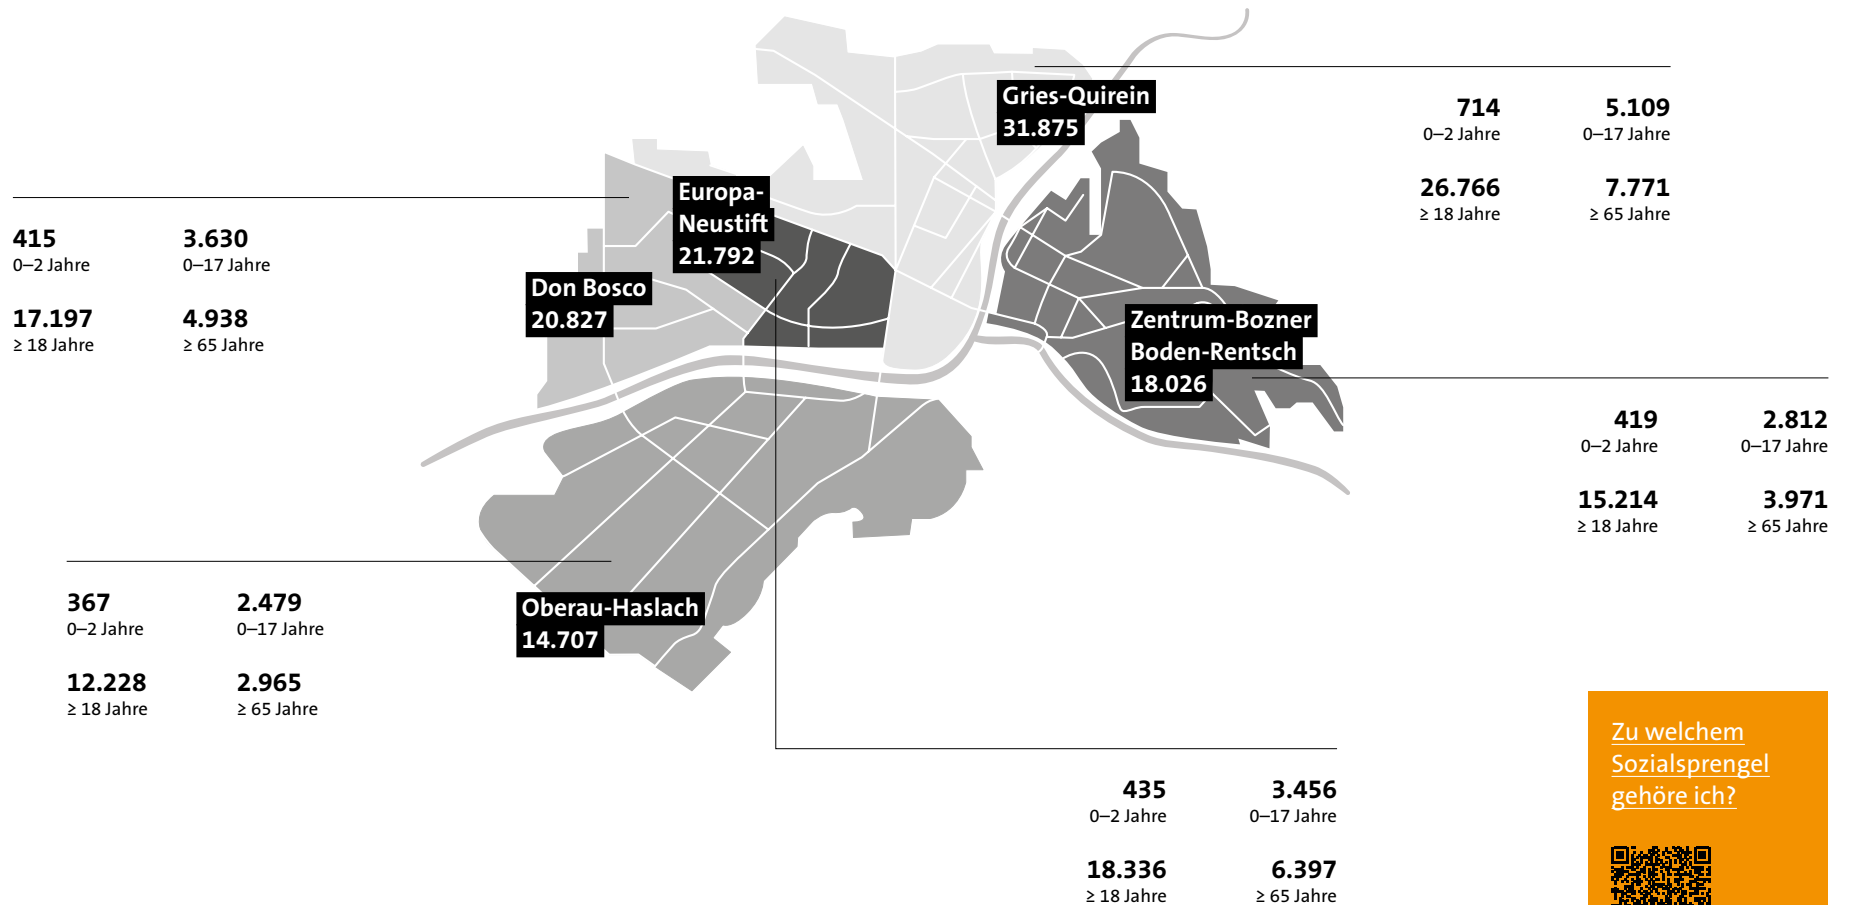 Gries-Quirein
31.875
714
0–2 Jahre
5.109
0–17 Jahre
26.766
≥ 18 Jahre
7.771
≥ 65 Jahre
Europa-
Neustift
21.792
415
0–2 Jahre
3.630
0–17 Jahre
17.197
≥ 18 Jahre
4.938
≥ 65 Jahre
Don Bosco
20.827
Zentrum-Bozner
Boden-Rentsch
18.026
419
0–2 Jahre
2.812
0–17 Jahre
15.214
≥ 18 Jahre
3.971
≥ 65 Jahre
367
0–2 Jahre
2.479
0–17 Jahre
12.228
≥ 18 Jahre
2.965
≥ 65 Jahre
Oberau-Haslach
14.707
435
0–2 Jahre
3.456
0–17 Jahre
18.336
≥ 18 Jahre
6.397
≥ 65 Jahre
Zu welchem
Sozialsprengel
gehöre ich?